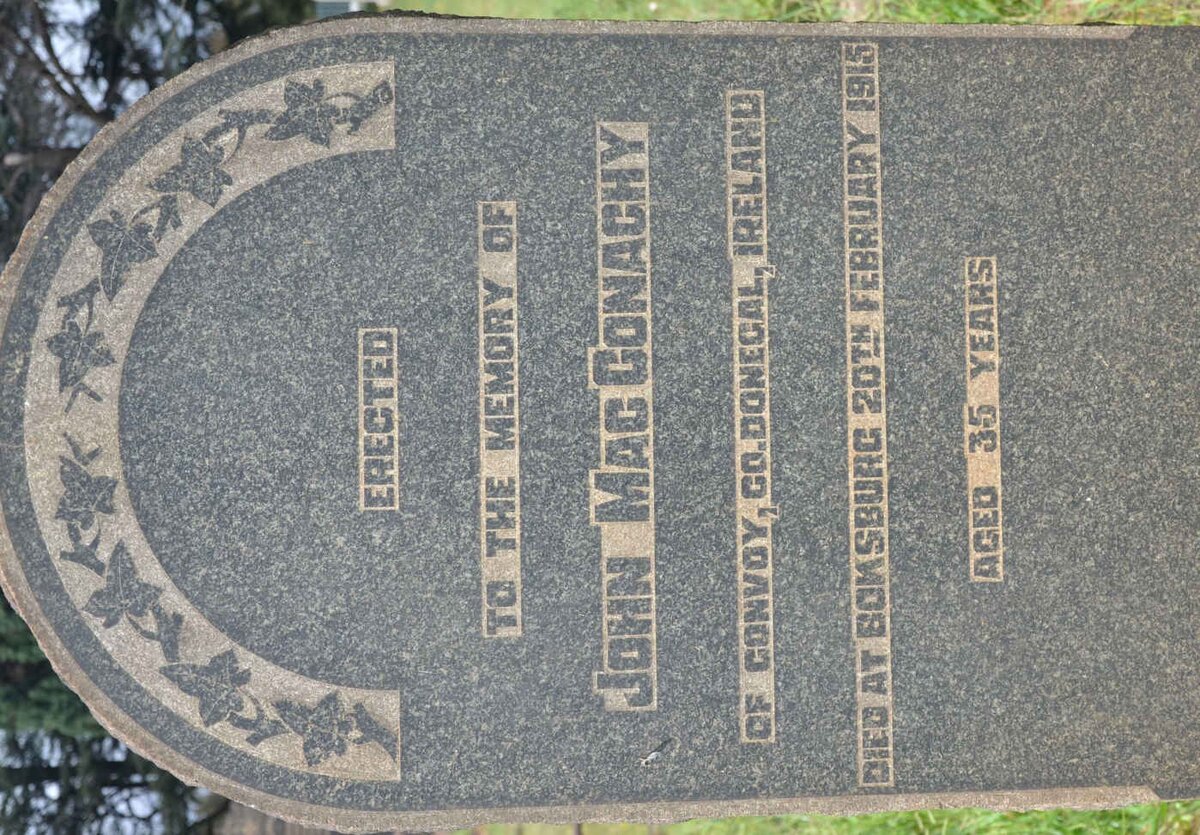 ERECTED
TO THE MEMORY OF
JOHN MAC CONACHY
OF CONVOY, CO. DONEGAL, IRELAND
DIED AT BOKSBURG 20TH FEBRUARY 1915
AGED 35 YEARS